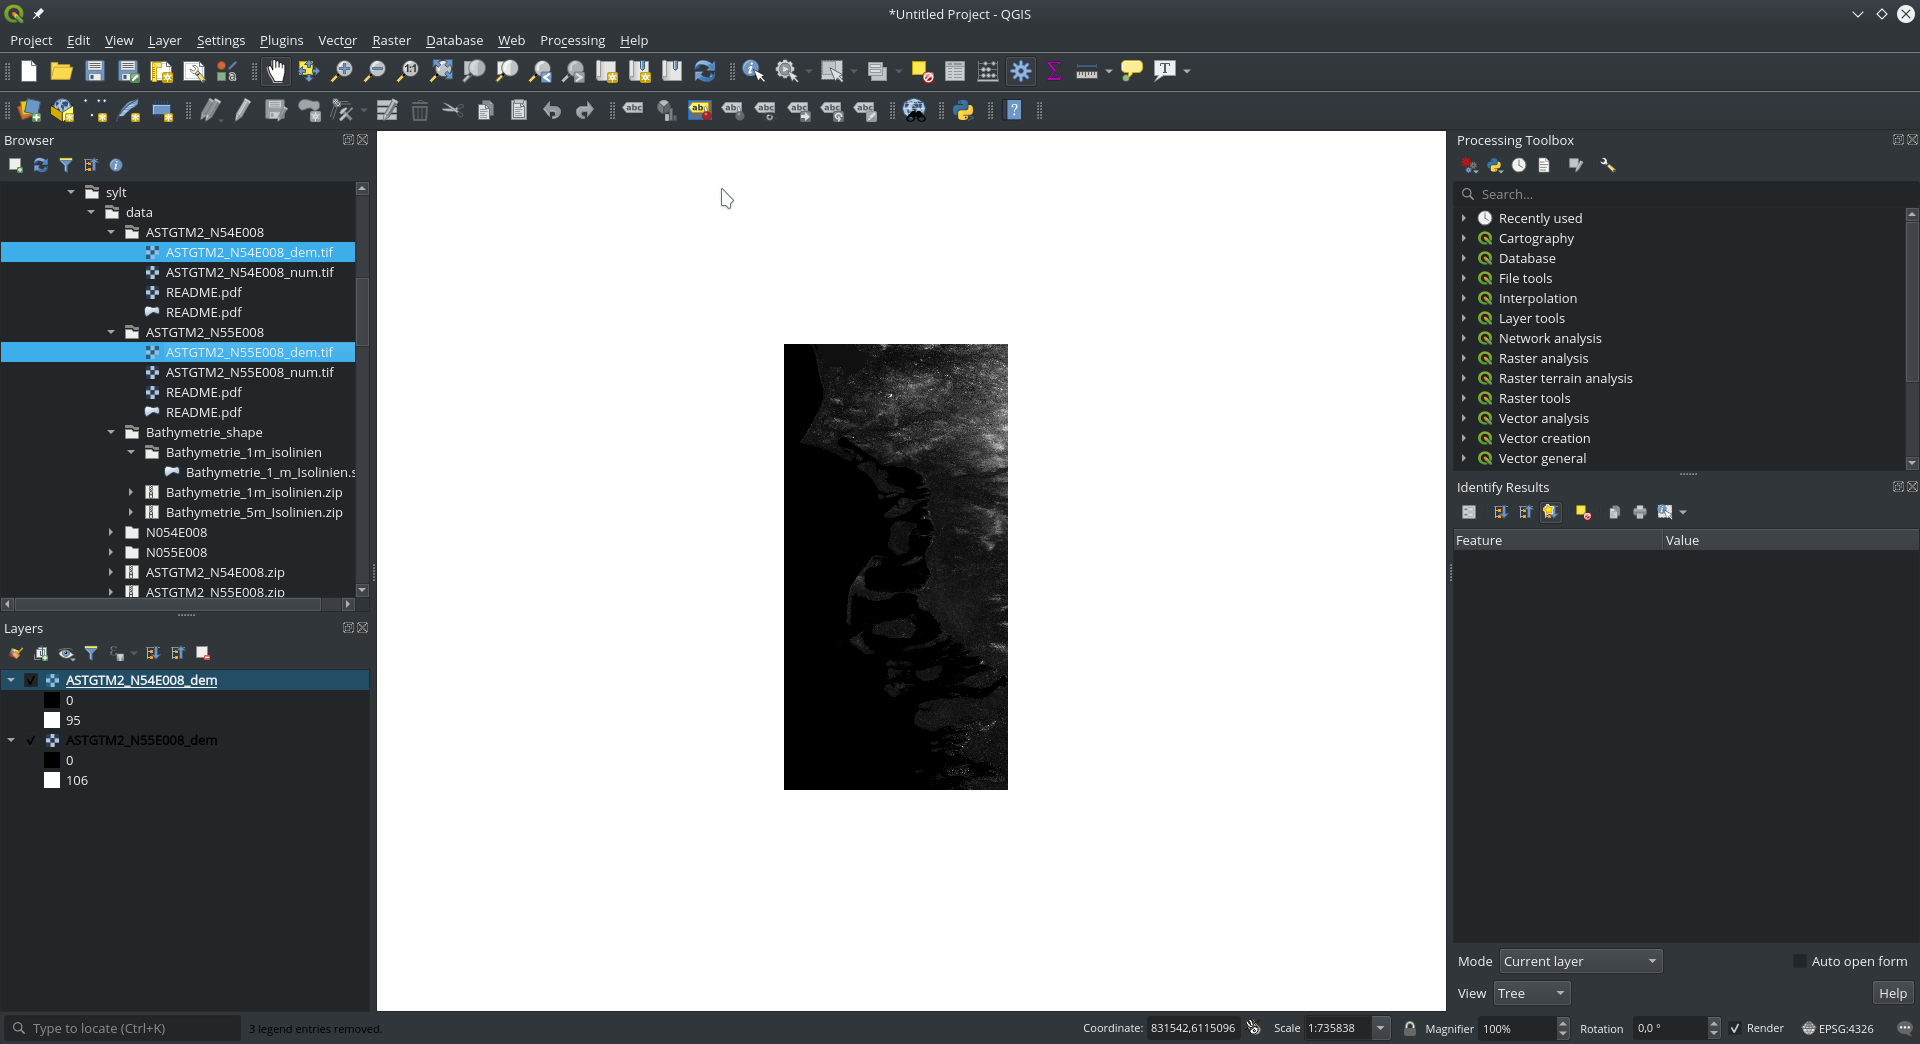 *Untitled Project - QGIS
Project Edit View Layer Settings Plugins Vector Raster Database Web Processing Help
Browser
sylt
data
ASTGTM2_N54E008
ASTGTM2_N54E008_dem.tif
ASTGTM2_N54E008_num.tif
README.pdf
README.pdf
ASTGTM2_N55E008
ASTGTM2_N55E008_dem.tif
ASTGTM2_N55E008_num.tif
README.pdf
README.pdf
Bathymetrie_shape
Bathymetrie_1m_isolinien
Bathymetrie_1_m_Isolinien.s
Bathymetrie_1m_isolinien.zip
Bathymetrie_5m_Isolinien.zip
N054E008
N055E008
ASTGTM2_N54E008.zip
ASTGTM2_N55E008.zip
Layers
ASTGTM2_N54E008_dem
0
95
ASTGTM2_N55E008_dem
0
106
Processing Toolbox
Search...
Recently used
Cartography
Database
File tools
Interpolation
Layer tools
Network analysis
Raster analysis
Raster terrain analysis
Raster tools
Vector analysis
Vector creation
Vector general
Identify Results
Feature Value
Mode Current layer Auto open form
View Tree Help
Type to locate (Ctrl+K) 3 legend entries removed. Coordinate: 831542,6115096 Scale 1:735838 Magnifier 100% Rotation 0,0 ° Render EPSG:4326